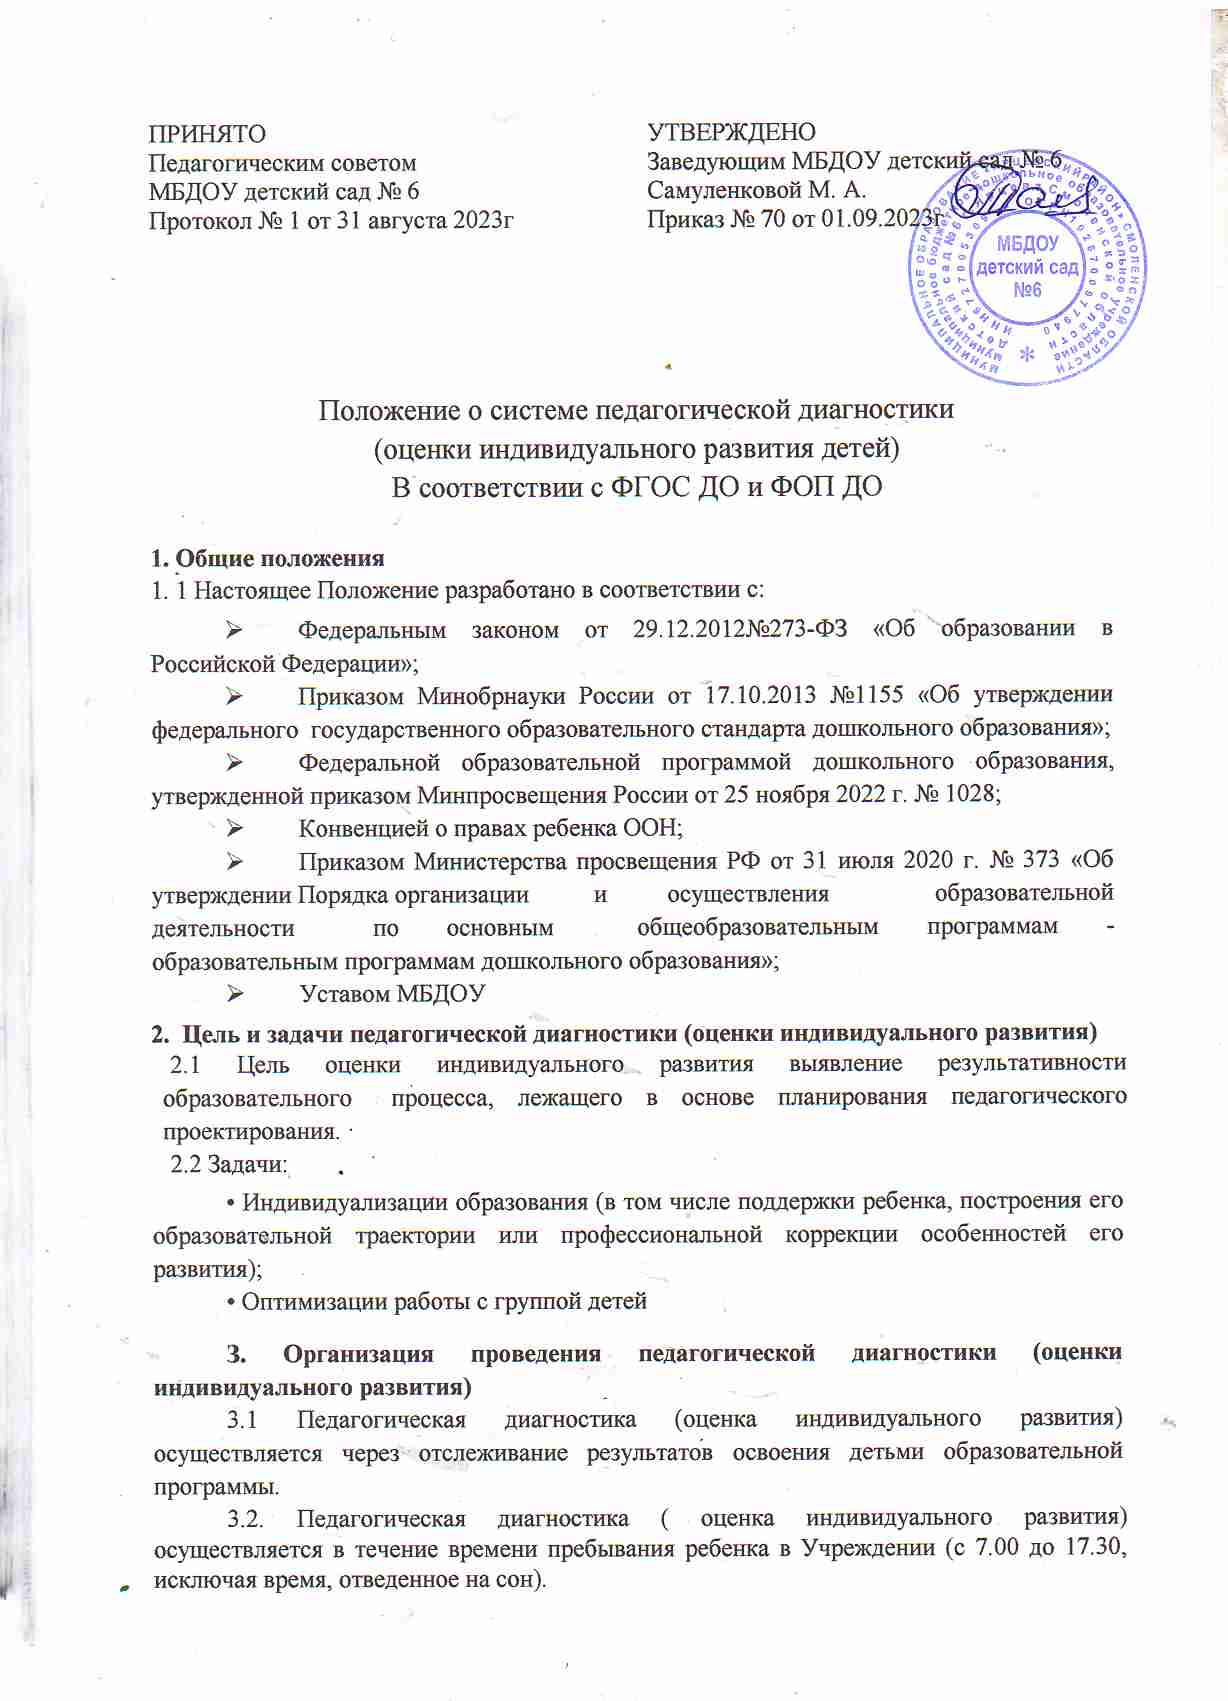 ПРИНЯТО
Педагогическим советом
МБДОУ детский сад № 6
Протокол № 1 от 31 августа 2023г
УТВЕРЖДЕНО
Заведующим МБДОУ детский сад № 6
Самуленковой М. А.
Приказ № 70 от 01.09.2023г
МБДОУ
детский сад
№6
Положение о системе педагогической диагностики
(оценки индивидуального развития детей)
В соответствии с ФГОС ДО и ФОП ДО
1. Общие положения
1. 1 Настоящее Положение разработано в соответствии с:
➢ Федеральным законом от 29.12.2012№273-ФЗ «Об образовании в
Российской Федерации»;
➢ Приказом Минобрнауки России от 17.10.2013 №1155 «Об утверждении
федерального государственного образовательного стандарта дошкольного образования»;
➢ Федеральной образовательной программой дошкольного образования,
утвержденной приказом Минпросвещения России от 25 ноября 2022 г. № 1028;
➢ Конвенцией о правах ребенка ООН;
➢ Приказом Министерства просвещения РФ от 31 июля 2020 г. № 373 «Об
утверждении Порядка организации и осуществления образовательной
деятельности по основным общеобразовательным программам -
образовательным программам дошкольного образования»;
➢ Уставом МБДОУ
2. Цель и задачи педагогической диагностики (оценки индивидуального развития)
2.1 Цель оценки индивидуального развития выявление результативности
образовательного процесса, лежащего в основе планирования педагогического
проектирования.
2.2 Задачи:
• Индивидуализации образования (в том числе поддержки ребенка, построения его
образовательной траектории или профессиональной коррекции особенностей его
развития);
• Оптимизации работы с группой детей
3. Организация проведения педагогической диагностики (оценки
индивидуального развития)
3.1 Педагогическая диагностика (оценка индивидуального развития)
осуществляется через отслеживание результатов освоения детьми образовательной
программы.
3.2. Педагогическая диагностика ( оценка индивидуального развития)
осуществляется в течение времени пребывания ребенка в Учреждении (с 7.00 до 17.30,
исключая время, отведенное на сон).